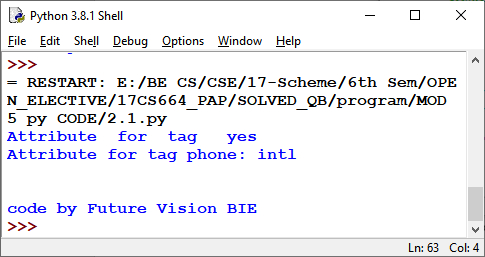 Python 3.8.1 Shell
File Edit Shell Debug Options Window Help
>>>
= RESTART: E:/BE CS/CSE/17-Scheme/6th Sem/OPE
N_ELECTIVE/17CS664_PAP/SOLVED_QB/program/MOD
5 py CODE/2.1.py
Attribute  for  tag   yes
Attribute for tag phone: intl
code by Future Vision BIE
>>>
Ln: 63 Col: 4